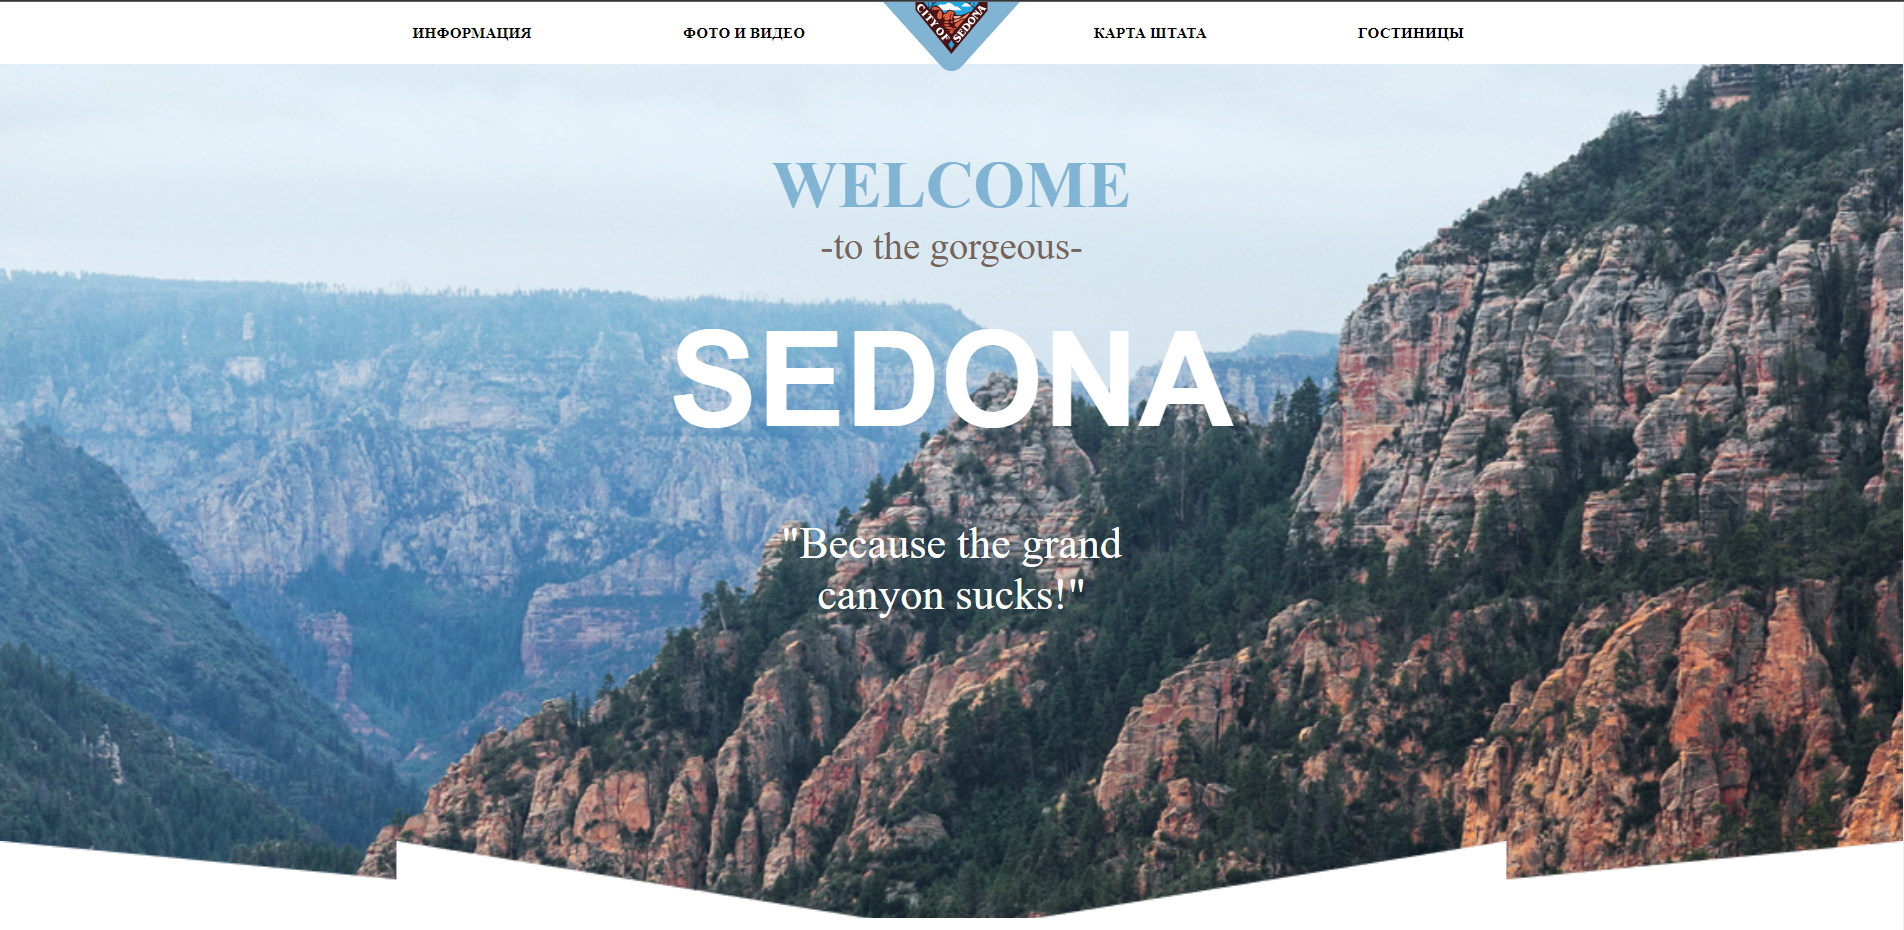 ИНФОРМАЦИЯ
ФОТО И ВИДЕО
CITY OF SEDONA
КАРТА ШТАТА
ГОСТИНИЦЫ
WELCOME
-to the gorgeous-
SEDONA
"Because the grand
canyon sucks!"